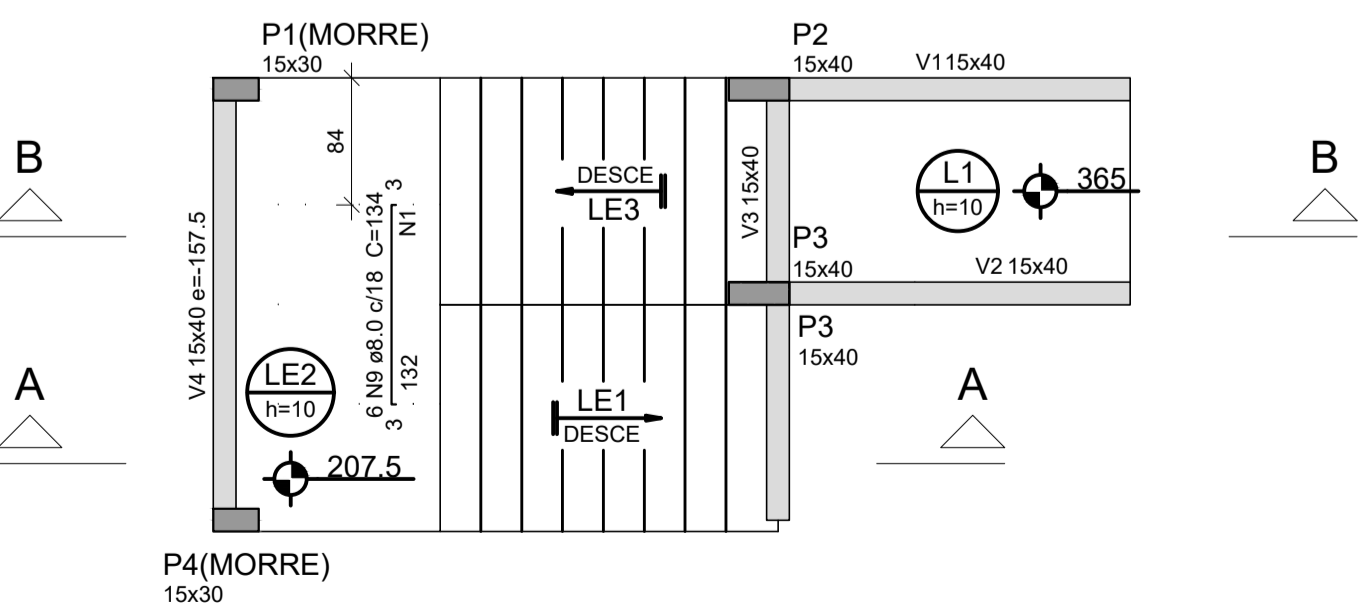 P1(MORRE)
15x30
P2
15x40
V115x40
84
B
B
DESCE
LE3
V3 15x40
L1
h=10
365
3
N1
6 N9 ø8.0 c/18 C=134
132
3
V4 15x40 e=-157.5
P3
15x40
V2 15x40
P3
15x40
A
A
LE2
h=10
LE1
DESCE
207.5
P4(MORRE)
15x30